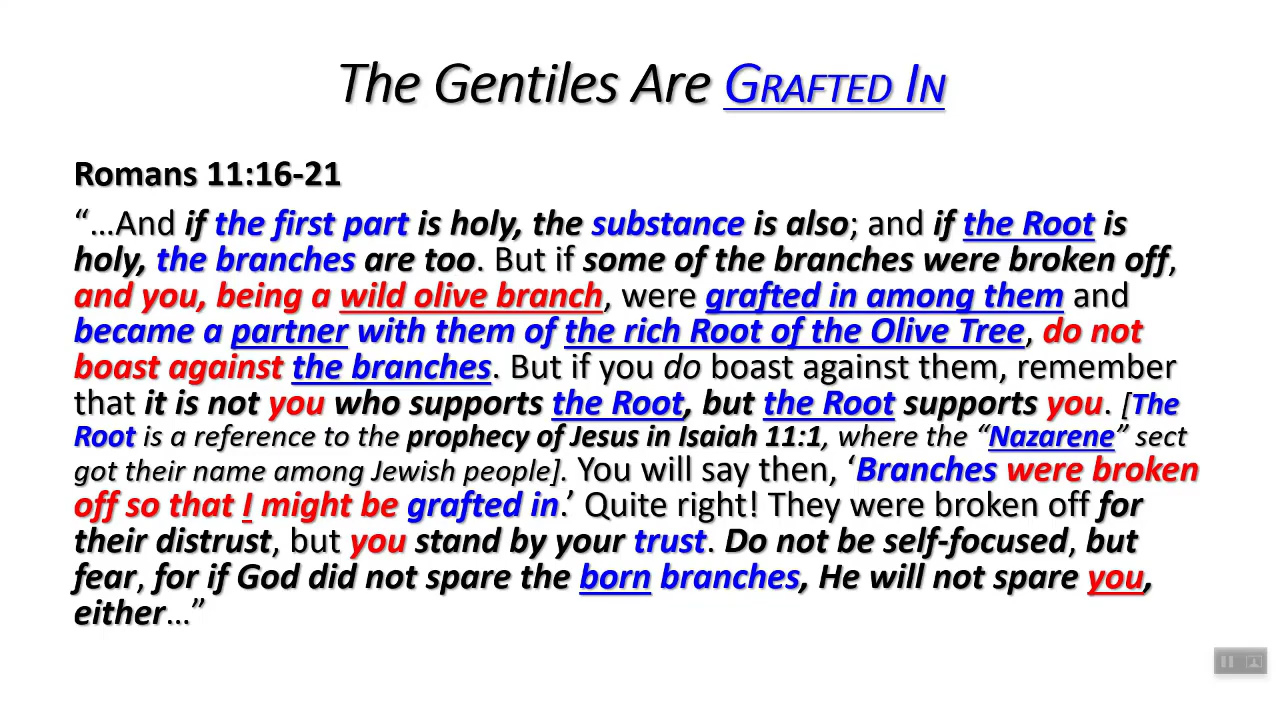 The Gentiles Are Grafted In
Romans 11:16-21
“…And if the first part is holy, the substance is also; and if the Root is
holy, the branches are too. But if some of the branches were broken off,
and you, being a wild olive branch, were grafted in among them and
became a partner with them of the rich Root of the Olive Tree, do not
boast against the branches. But if you do boast against them, remember
that it is not you who supports the Root, but the Root supports you. [The
Root is a reference to the prophecy of Jesus in Isaiah 11:1, where the “Nazarene” sect
got their name among Jewish people]. You will say then, ‘Branches were broken
off so that I might be grafted in.’ Quite right! They were broken off for
their distrust, but you stand by your trust. Do not be self-focused, but
fear, for if God did not spare the born branches, He will not spare you,
either…”